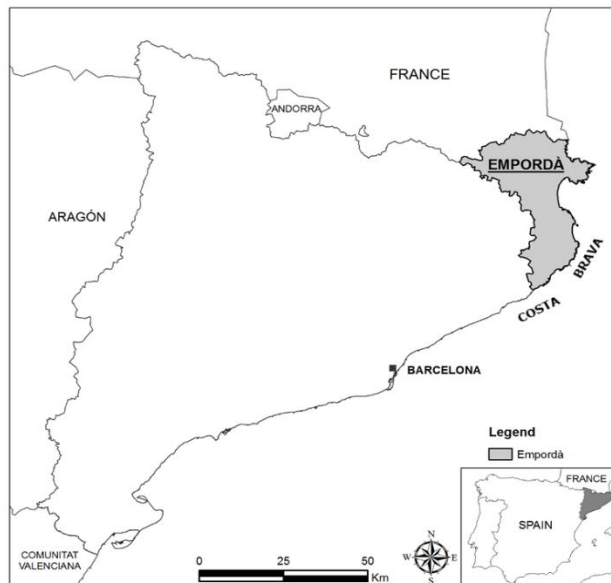 FRANCE
ANDORRA
EMPORDÀ
ARAGÓN
COSTA BRAVA
BARCELONA
Legend
Empordà
FRANCE
SPAIN
COMUNITAT
VALENCIANA
N
W E
S
0 25 50
Km